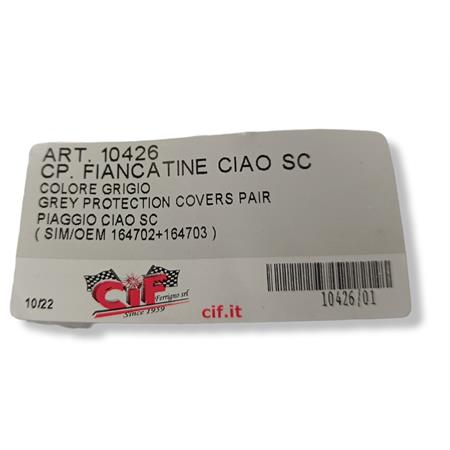 ART. 10426
CP. FIANCATINE CIAO SC
COLORE GRIGIO
GREY PROTECTION COVERS PAIR
PIAGGIO CIAO SC
( SIM/OEM 164702+164703 )
CiF
Ferrigno srl
Since 1959
10/22
cif.it
10426/01